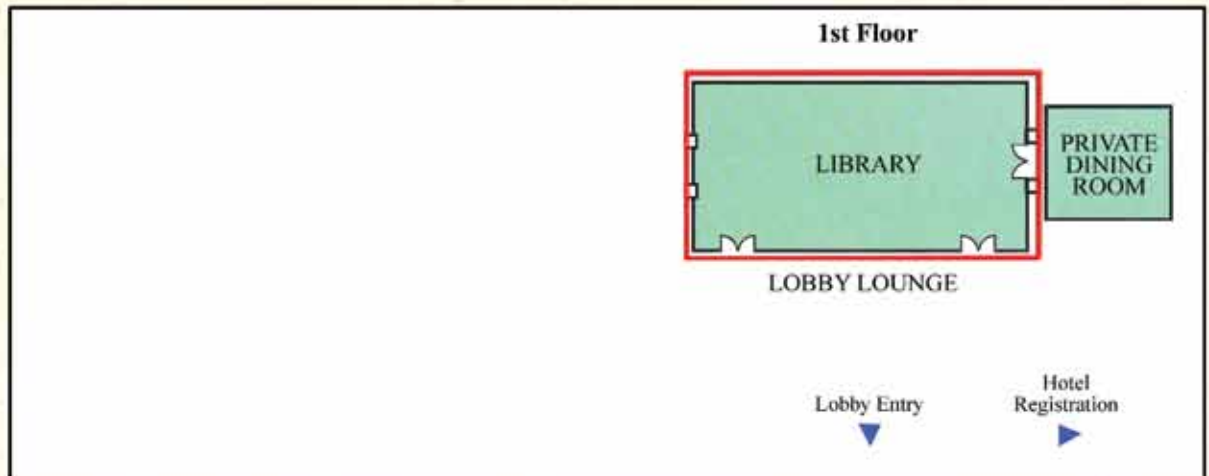 1st Floor
LIBRARY
PRIVATE
DINING
ROOM
LOBBY LOUNGE
Lobby Entry
Hotel
Registration